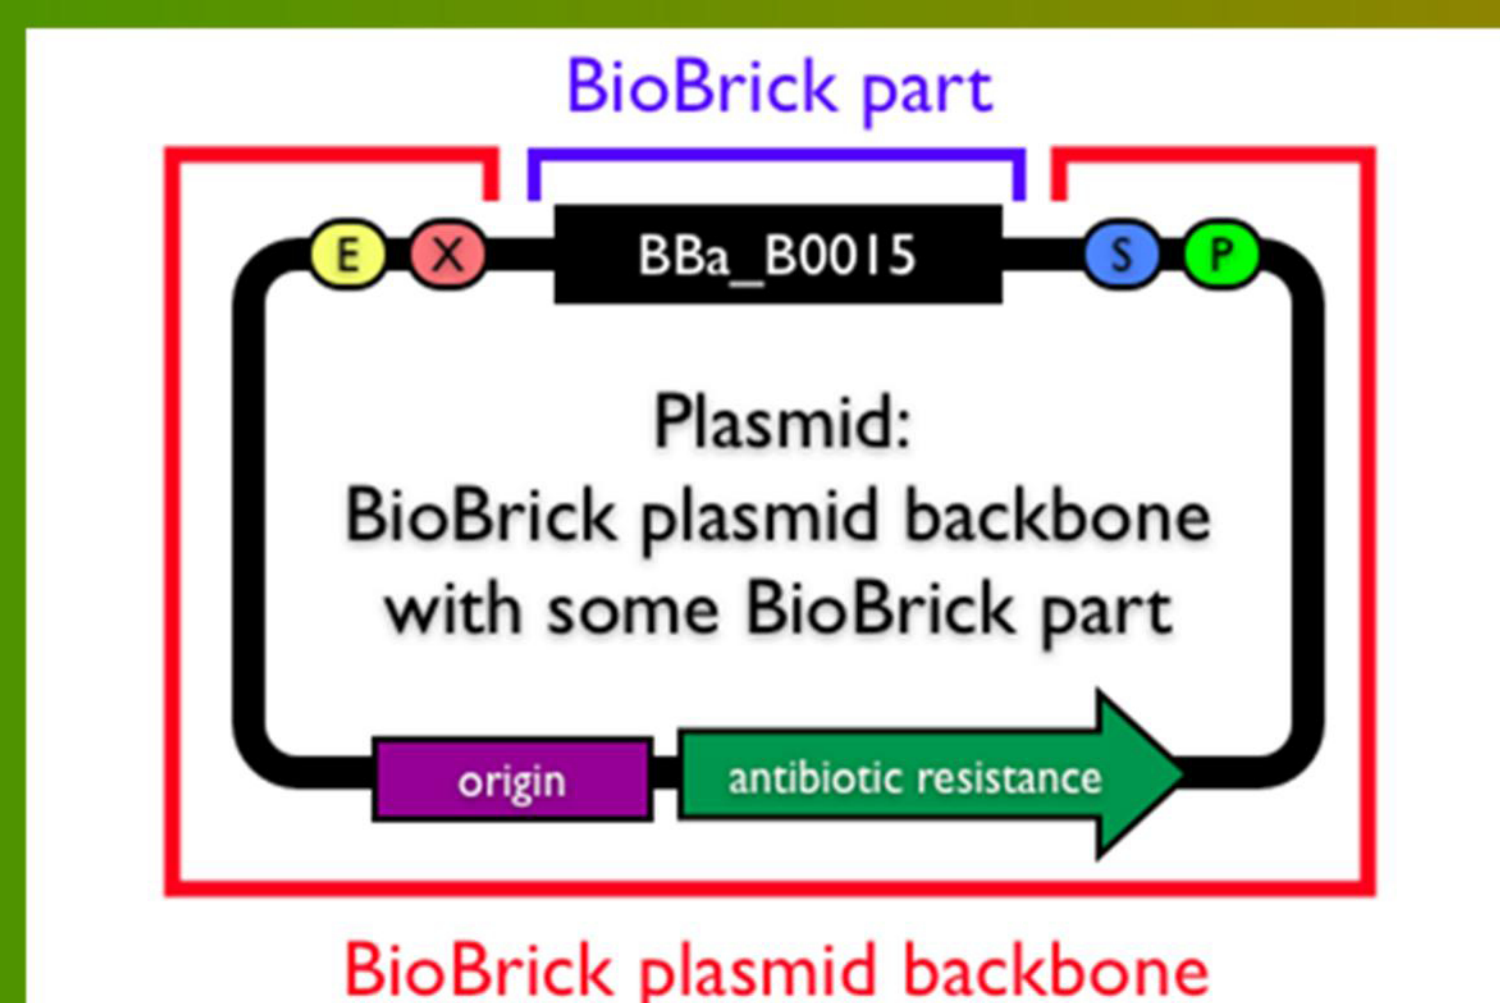 BioBrick part
E X BBa_B0015 S P
Plasmid:
BioBrick plasmid backbone
with some BioBrick part
origin antibiotic resistance
BioBrick plasmid backbone